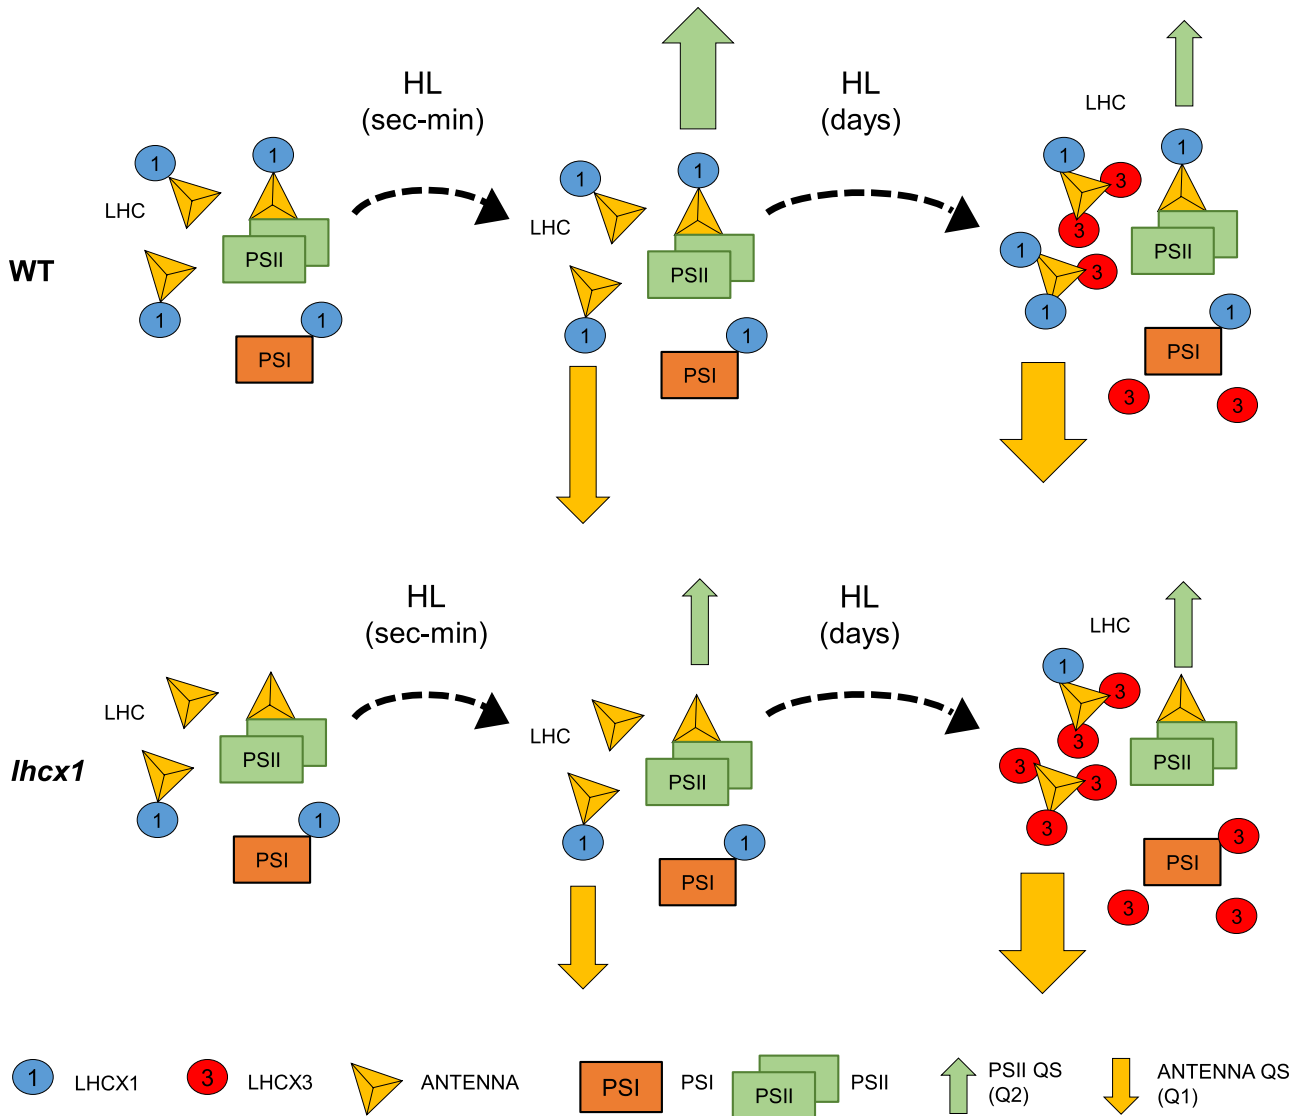 HL
(sec-min)
HL
(days)
LHC
1
1
1
1
1
1
3
LHC
LHC
3
PSII
PSII
PSII
1
3
WT
1
1
1
1
1
1
PSI
PSI
PSI
3
3
HL
(sec-min)
HL
(days)
LHC
1
3
LHC
LHC
3
PSII
PSII
PSII
3
3
lhcx1
1
1
1
1
3
3
PSI
PSI
PSI
3
3
1
LHCX1
3
LHCX3
ANTENNA
PSI
PSI
PSII
PSII
PSII QS
(Q2)
ANTENNA QS
(Q1)